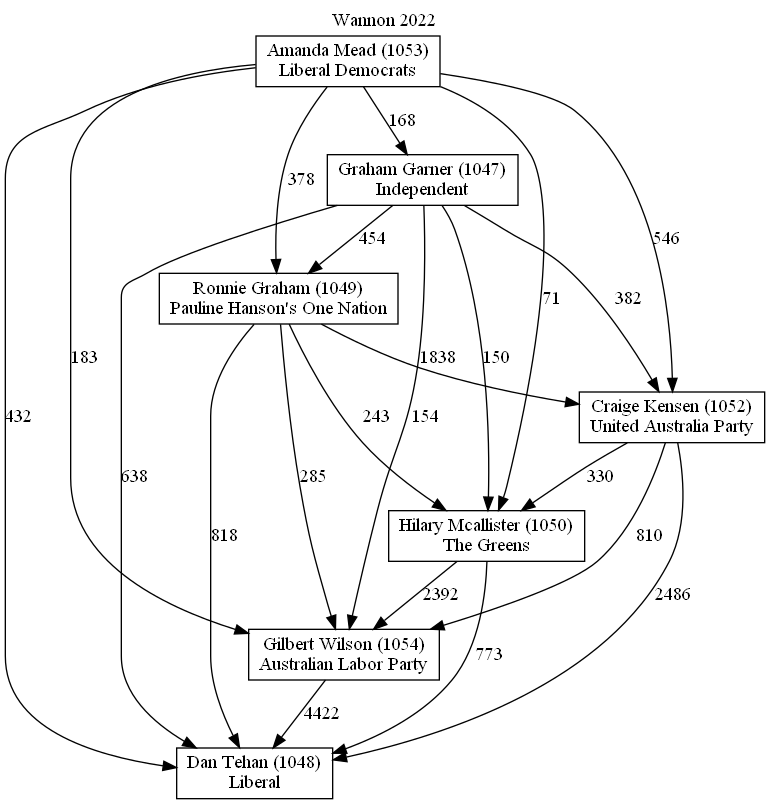 Wannon 2022
Amanda Mead (1053)
Liberal Democrats
168
Graham Garner (1047)
Independent
378
454
546
Ronnie Graham (1049)
Pauline Hanson's One Nation
71
382
183
1838
150
432
Craige Kensen (1052)
United Australia Party
243
154
638
285
330
818
Hilary Mcallister (1050)
The Greens
810
2392
2486
Gilbert Wilson (1054)
Australian Labor Party
773
4422
Dan Tehan (1048)
Liberal